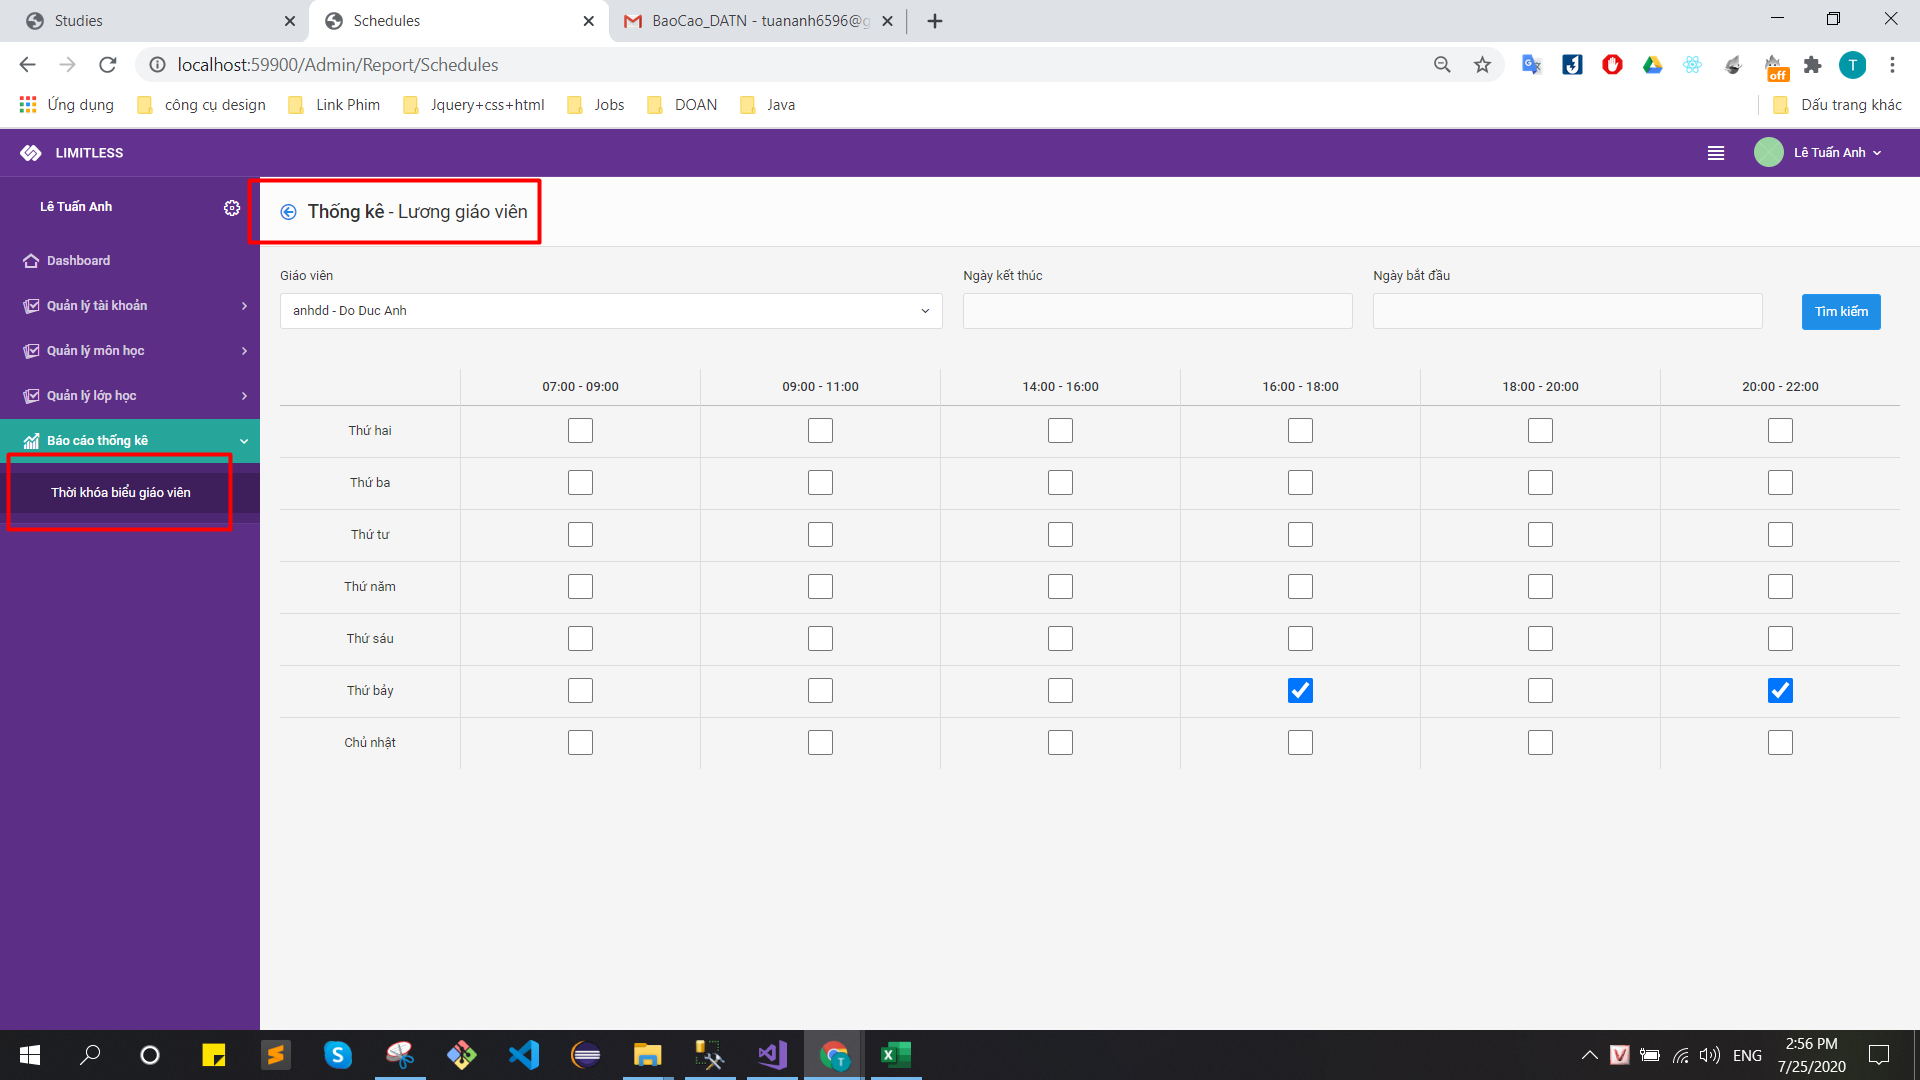 Studies
Schedules
BaoCao_DATN - tuananh6596@g
localhost:59900/Admin/Report/Schedules
off
T
Ứng dụng
công cụ design
Link Phim
Jquery+css+html
Jobs
DOAN
Java
Dấu trang khác
LIMITLESS
Lê Tuấn Anh
Lê Tuấn Anh
Thống kê - Lương giáo viên
Dashboard
Quản lý tài khoản
Quản lý môn học
Quản lý lớp học
Báo cáo thống kê
Thời khóa biểu giáo viên
Giáo viên
Ngày kết thúc
Ngày bắt đầu
anhdd - Do Duc Anh
Tìm kiếm
07:00 - 09:00
09:00 - 11:00
14:00 - 16:00
16:00 - 18:00
18:00 - 20:00
20:00 - 22:00
Thứ hai
Thứ ba
Thứ tư
Thứ năm
Thứ sáu
Thứ bảy
Chủ nhật
ENG
2:56 PM
7/25/2020